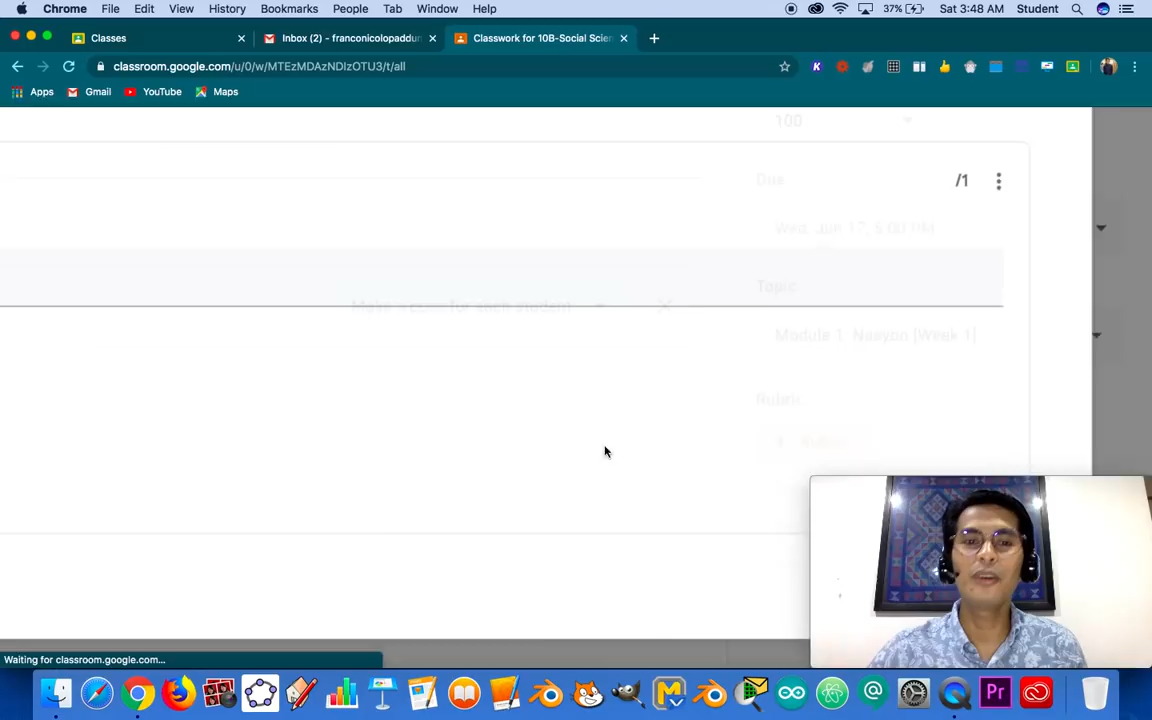 Chrome File Edit View History Bookmarks People Tab Window Help 37% Sat 3:48 AM Student
Classes Inbox (2) - franconicolopaddun Classwork for 10B-Social Scien
classroom.google.com/u/0/w/MTEzMDAzNDIzOTU3/t/all
Apps Gmail YouTube Maps
100
Due
/1
Wed, Jun 17, 6:00 PM
Topic
Make a copy for each student
Module 1 Nasyon [Week 1]
Rubric
Waiting for classroom.google.com...
Pr